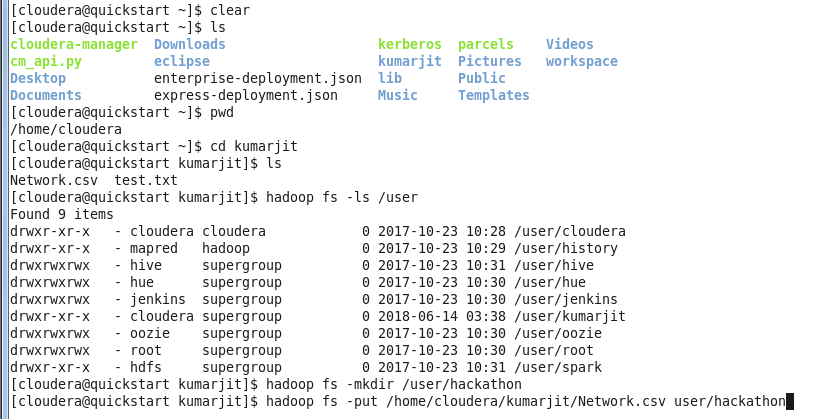 [cloudera@quickstart ~]$ clear
[cloudera@quickstart ~]$ ls
cloudera-manager  Downloads                   kerberos  parcels    Videos
cm_api.py         eclipse                     kumarjit  Pictures   workspace
Desktop           enterprise-deployment.json  lib       Public
Documents         express-deployment.json     Music     Templates
[cloudera@quickstart ~]$ pwd
/home/cloudera
[cloudera@quickstart ~]$ cd kumarjit
[cloudera@quickstart kumarjit]$ ls
Network.csv  test.txt
[cloudera@quickstart kumarjit]$ hadoop fs -ls /user
Found 9 items
drwxr-xr-x   - cloudera cloudera            0 2017-10-23 10:28 /user/cloudera
drwxr-xr-x   - mapred   hadoop              0 2017-10-23 10:29 /user/history
drwxrwxrwx   - hive     supergroup          0 2017-10-23 10:31 /user/hive
drwxrwxrwx   - hue      supergroup          0 2017-10-23 10:30 /user/hue
drwxrwxrwx   - jenkins  supergroup          0 2017-10-23 10:30 /user/jenkins
drwxr-xr-x   - cloudera supergroup          0 2018-06-14 03:38 /user/kumarjit
drwxrwxrwx   - oozie    supergroup          0 2017-10-23 10:30 /user/oozie
drwxrwxrwx   - root     supergroup          0 2017-10-23 10:30 /user/root
drwxr-xr-x   - hdfs     supergroup          0 2017-10-23 10:31 /user/spark
[cloudera@quickstart kumarjit]$ hadoop fs -mkdir /user/hackathon
[cloudera@quickstart kumarjit]$ hadoop fs -put /home/cloudera/kumarjit/Network.csv user/hackathon